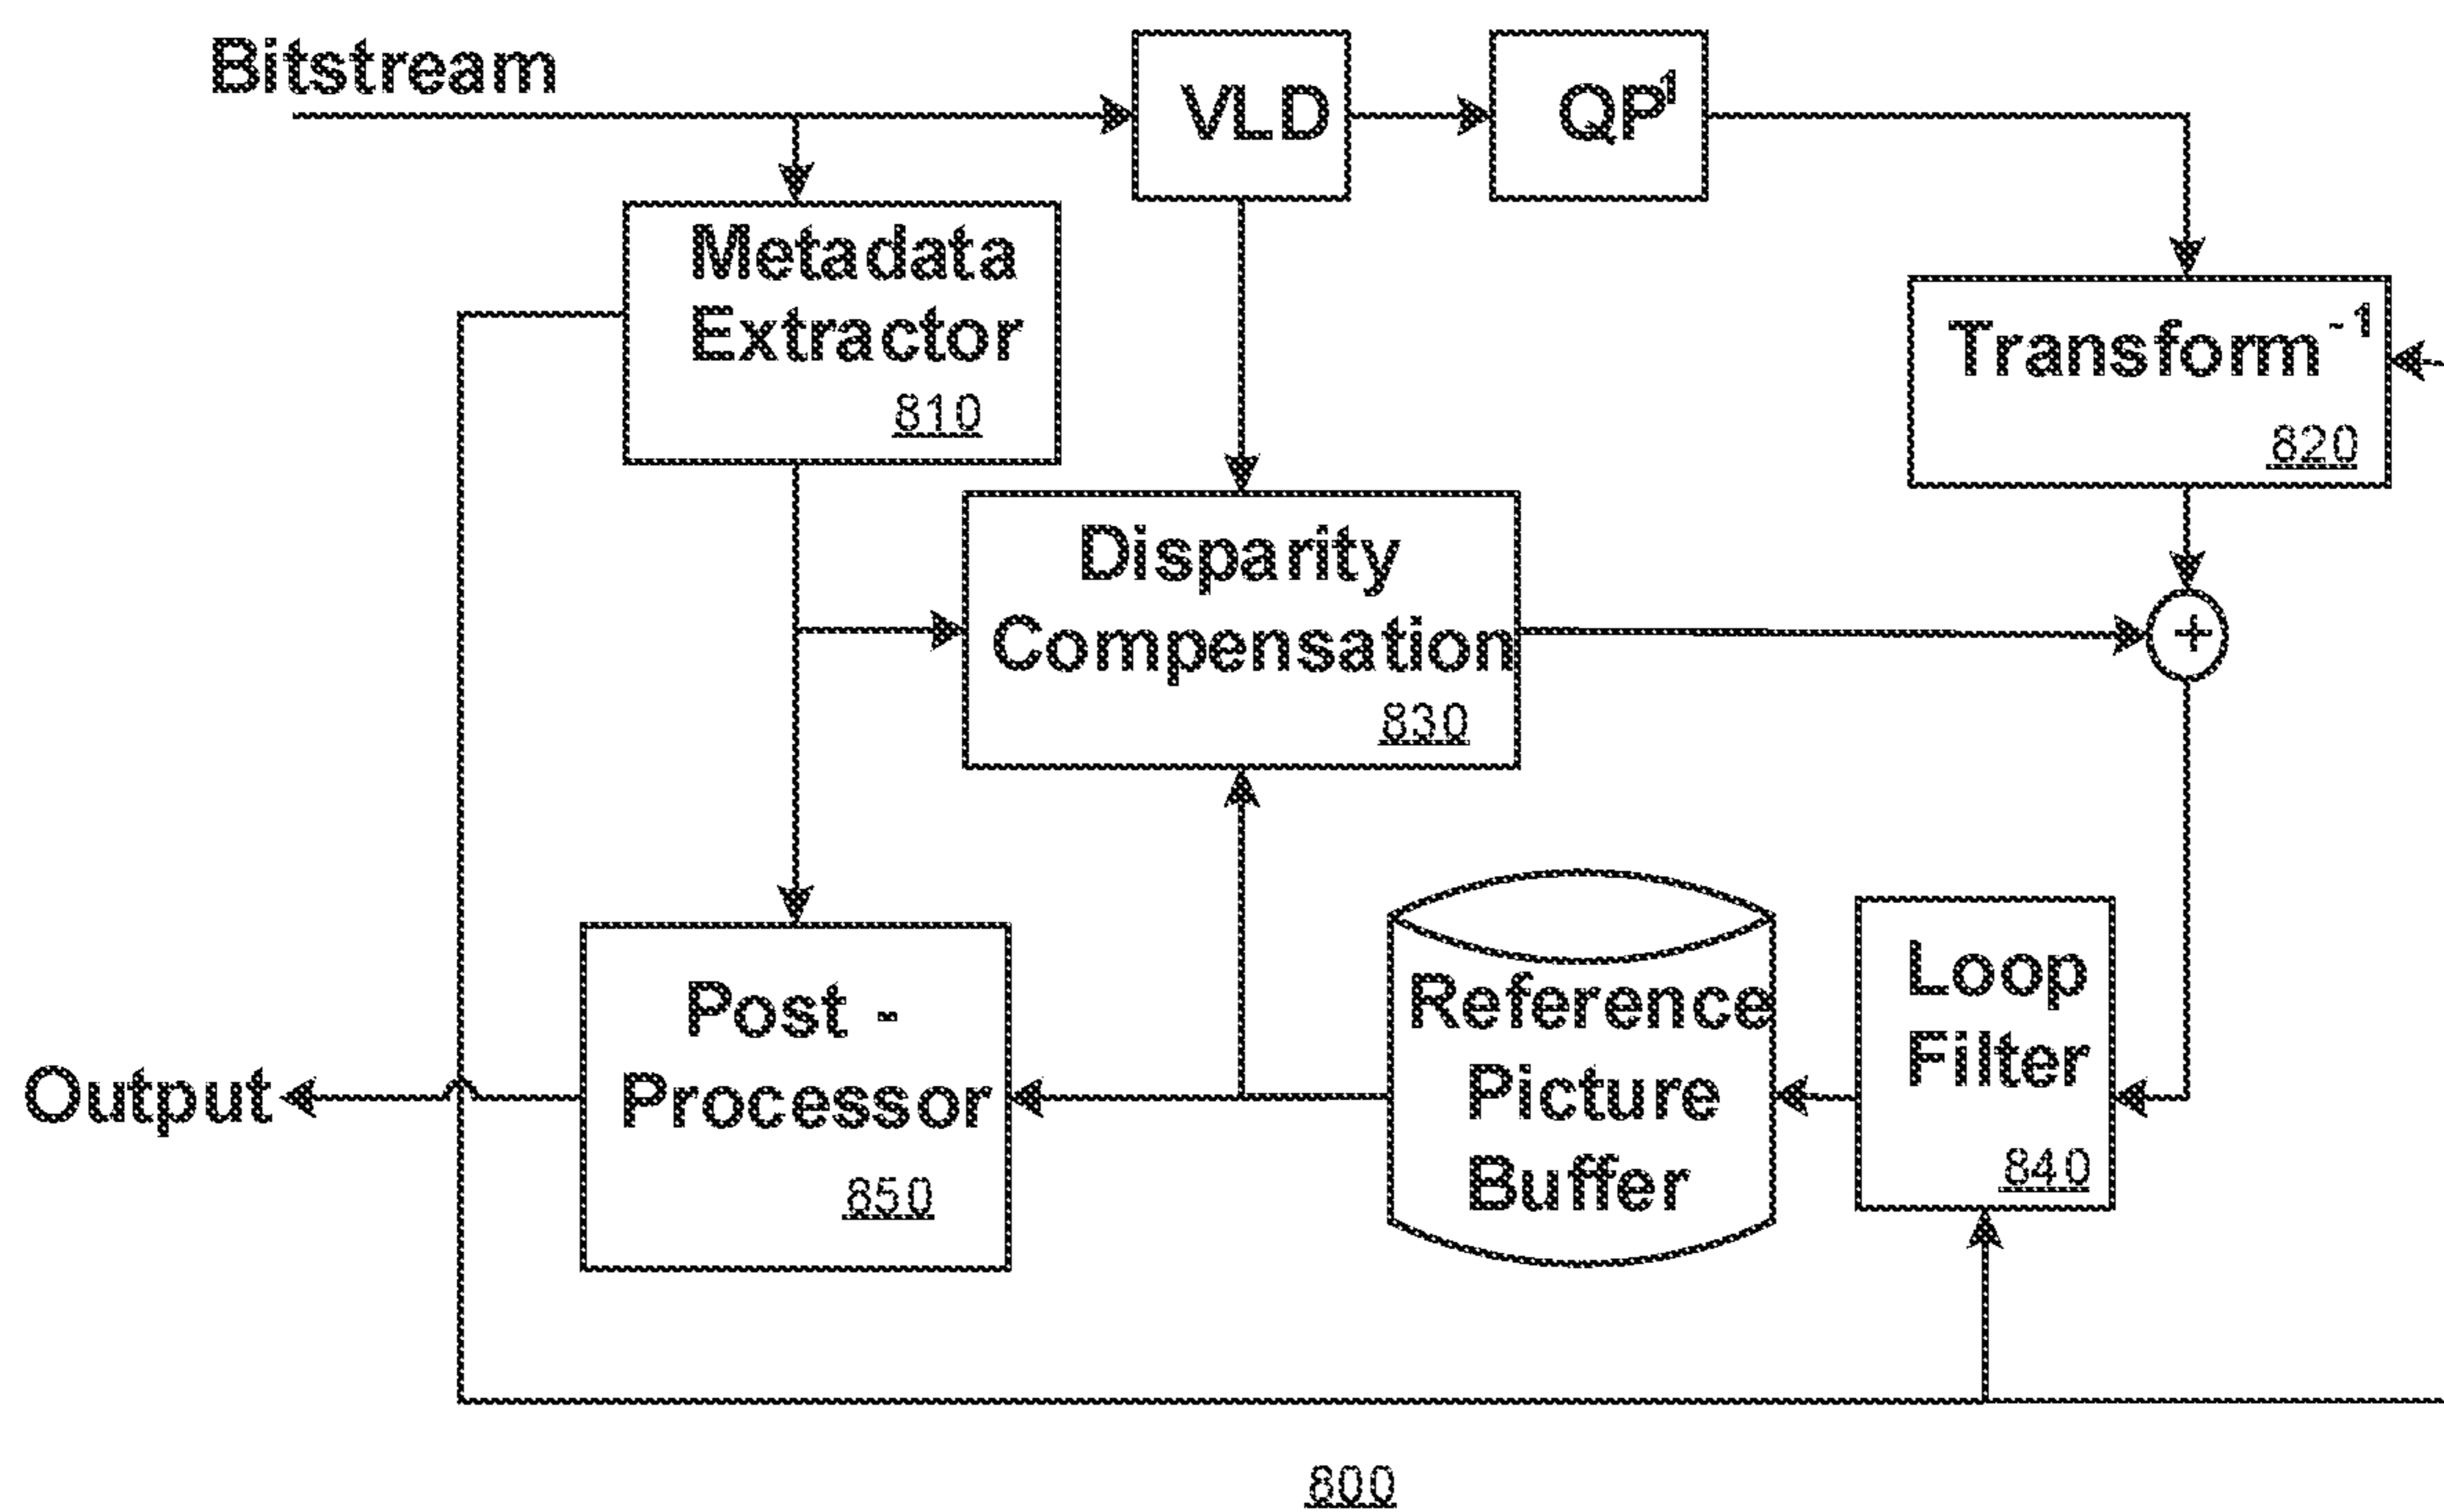 Bitstream
VLD
QP¹
Metadata
Extractor
810
Transform⁻¹
820
Disparity
Compensation
830
+
Post -
Processor
850
Reference
Picture
Buffer
Loop
Filter
840
Output
800